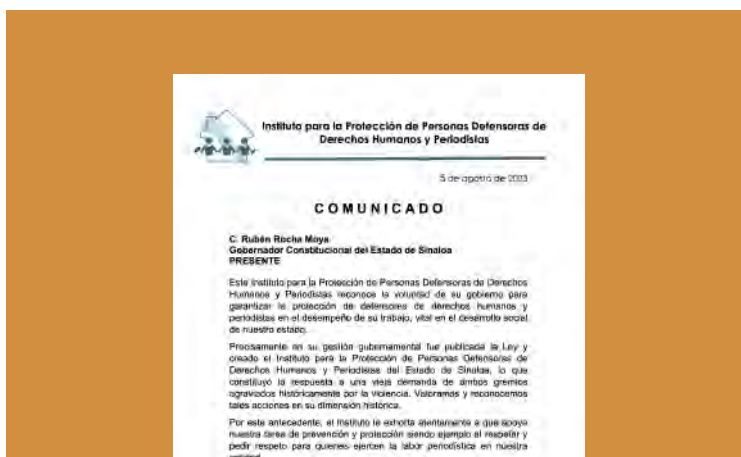 Instituto para la Protección de Personas Defensoras de
Derechos Humanos y Periodistas
5 de agosto de 2023
COMUNICADO
C. Rubén Rocha Moya
Gobernador Constitucional del Estado de Sinaloa
PRESENTE
Este Instituto para la Protección de Personas Defensoras de Derechos
Humanos y Periodistas reconoce la voluntad de su gobierno para
garantizar la protección de defensores de derechos humanos y
periodistas en el desempeño de su trabajo, vital en el desarrollo social
de nuestro estado.
Precisamente en su gestión gubernamental fue publicada la Ley y
creado el Instituto para la Protección de Personas Defensoras de
Derechos Humanos y Periodistas del Estado de Sinaloa, lo que
constituyó la respuesta a una vieja demanda de ambos gremios
agraviados históricamente por la violencia. Valoramos y reconocemos
tales acciones en su dimensión histórica.
Por este antecedente, el Instituto le exhorta atentamente a que apoye
nuestra tarea de prevención y protección siendo ejemplo al respetar y
pedir respeto para quienes ejercen la labor periodística en nuestra